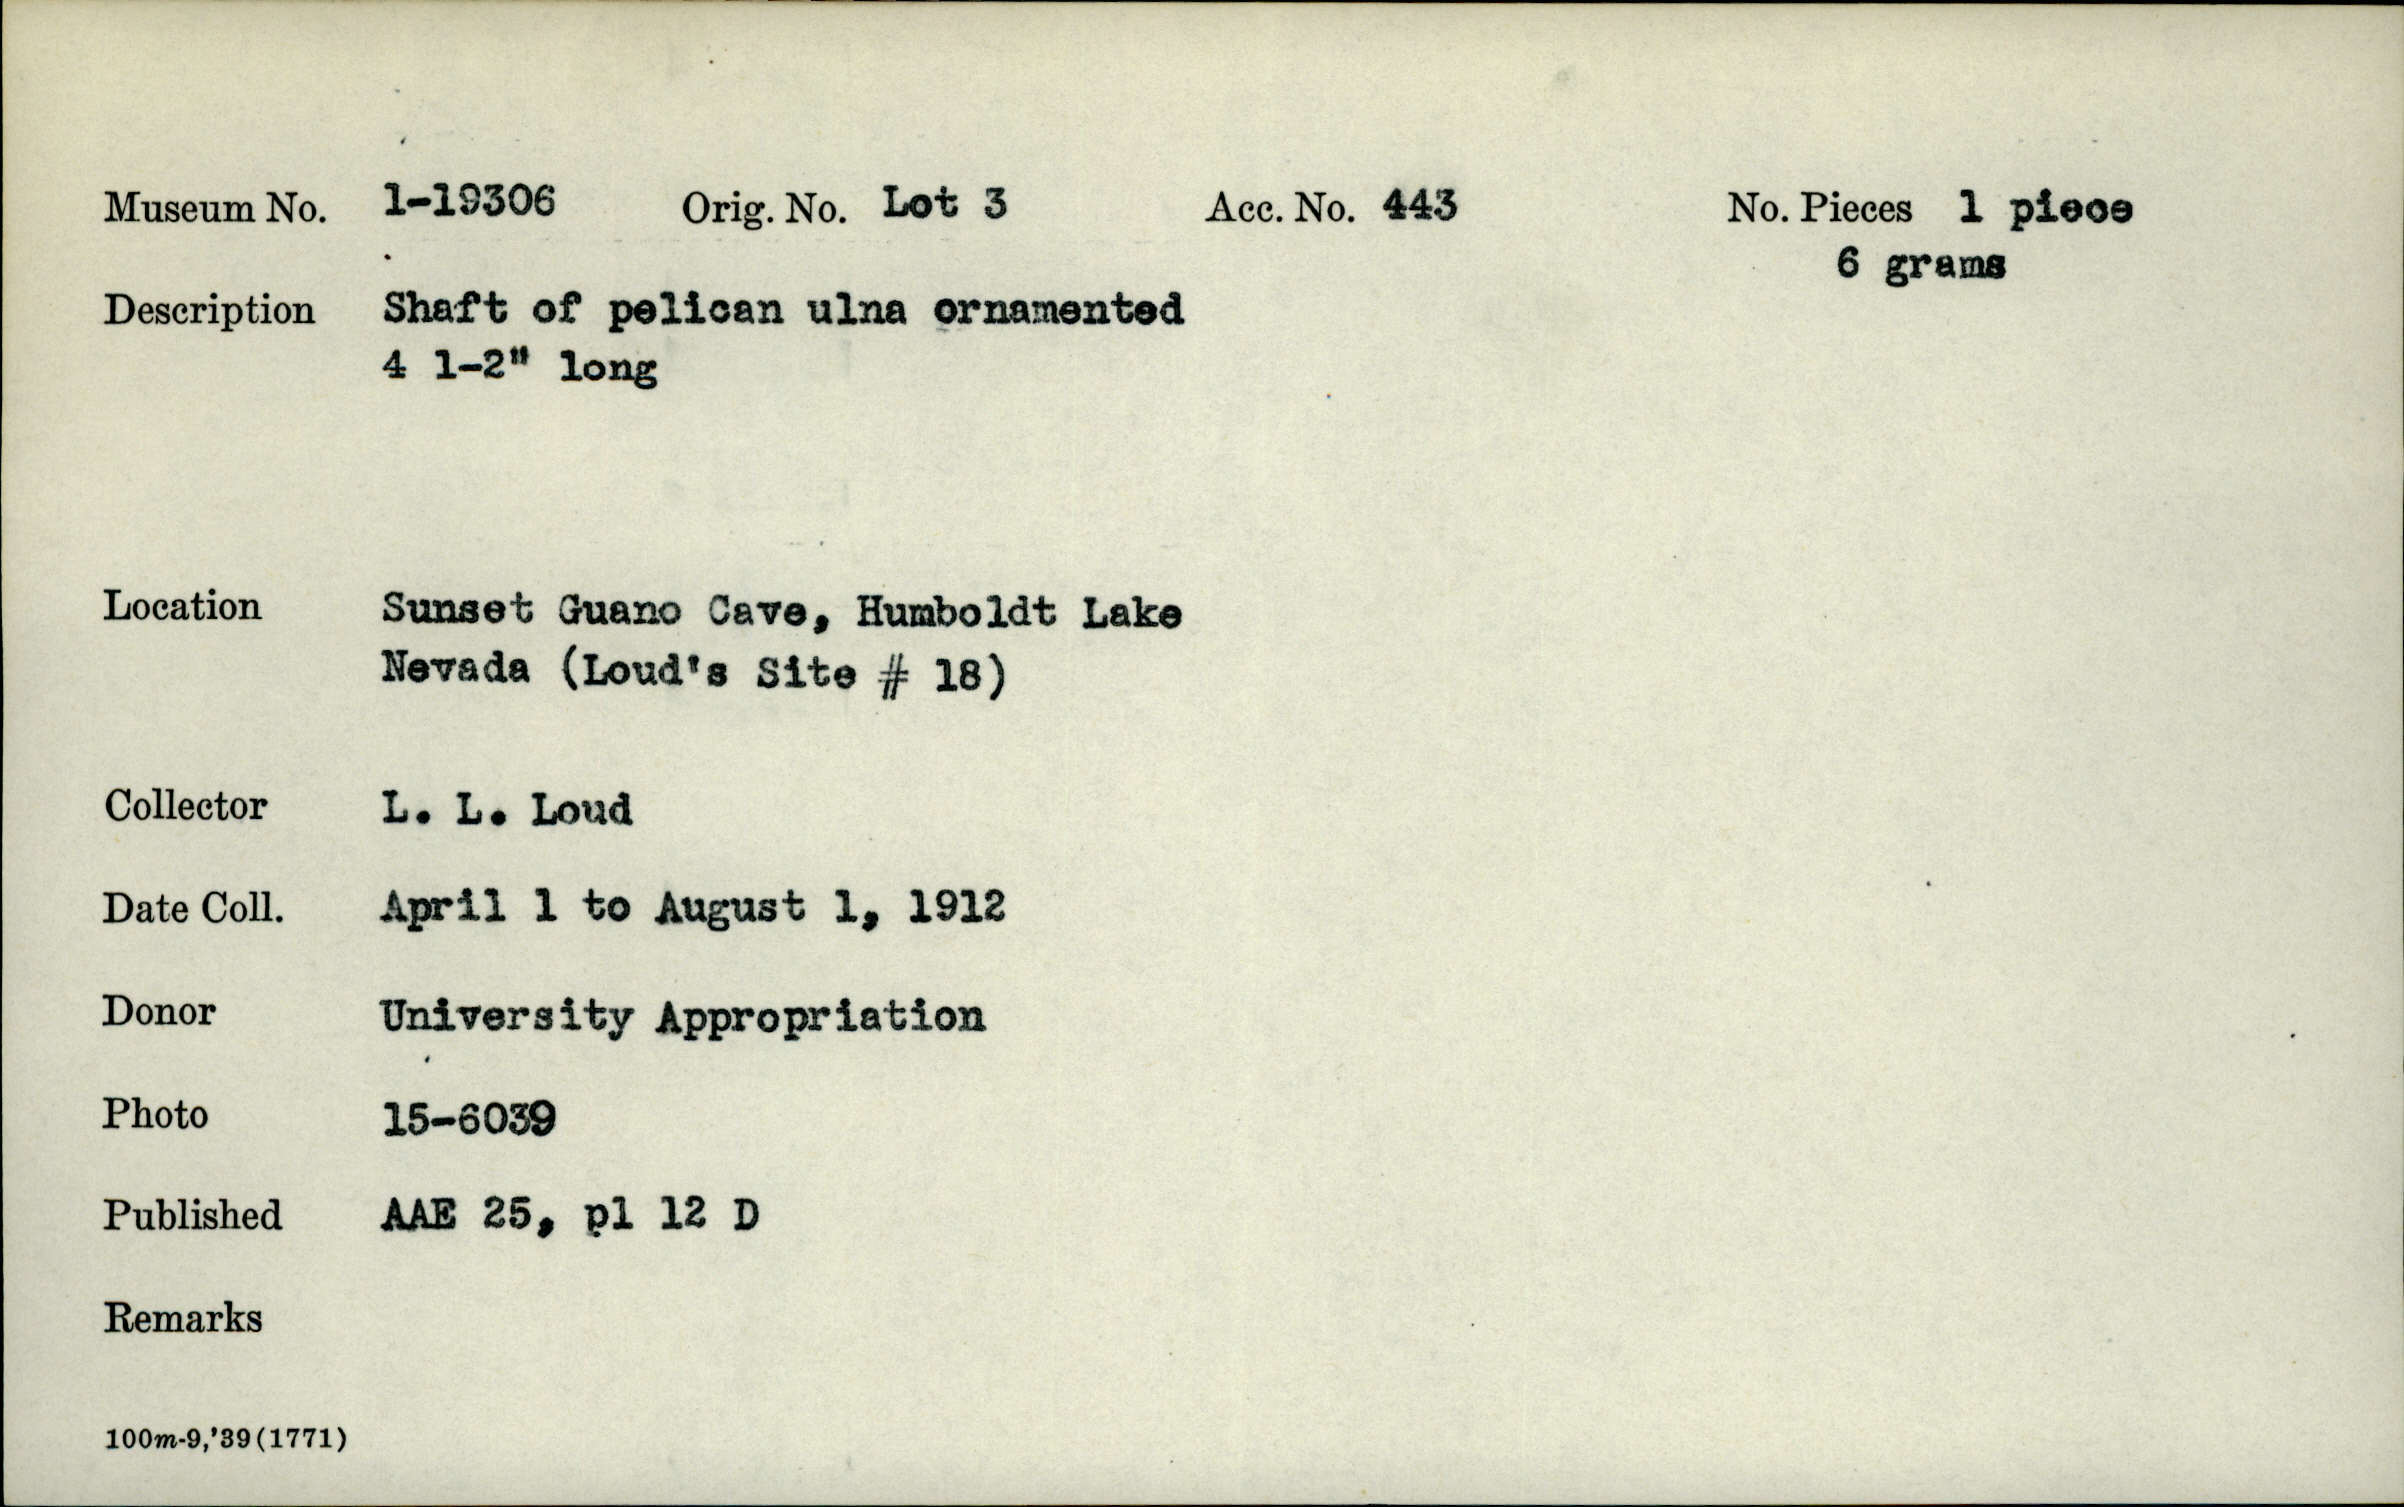 Museum No. 1-19306 Orig. No. Lot 3 Acc. No. 443 No. Pieces 1 piece
6 grams
Description Shaft of pelican ulna ornamented
4 1-2" long
Location Sunset Guano Cave, Humboldt Lake
Nevada (Loud's Site # 18)
Collector L. L. Loud
Date Coll. April 1 to August 1, 1912
Donor University Appropriation
Photo 15-6039
Published AAE 25, pl 12 D
Remarks
100m-9,'39(1771)